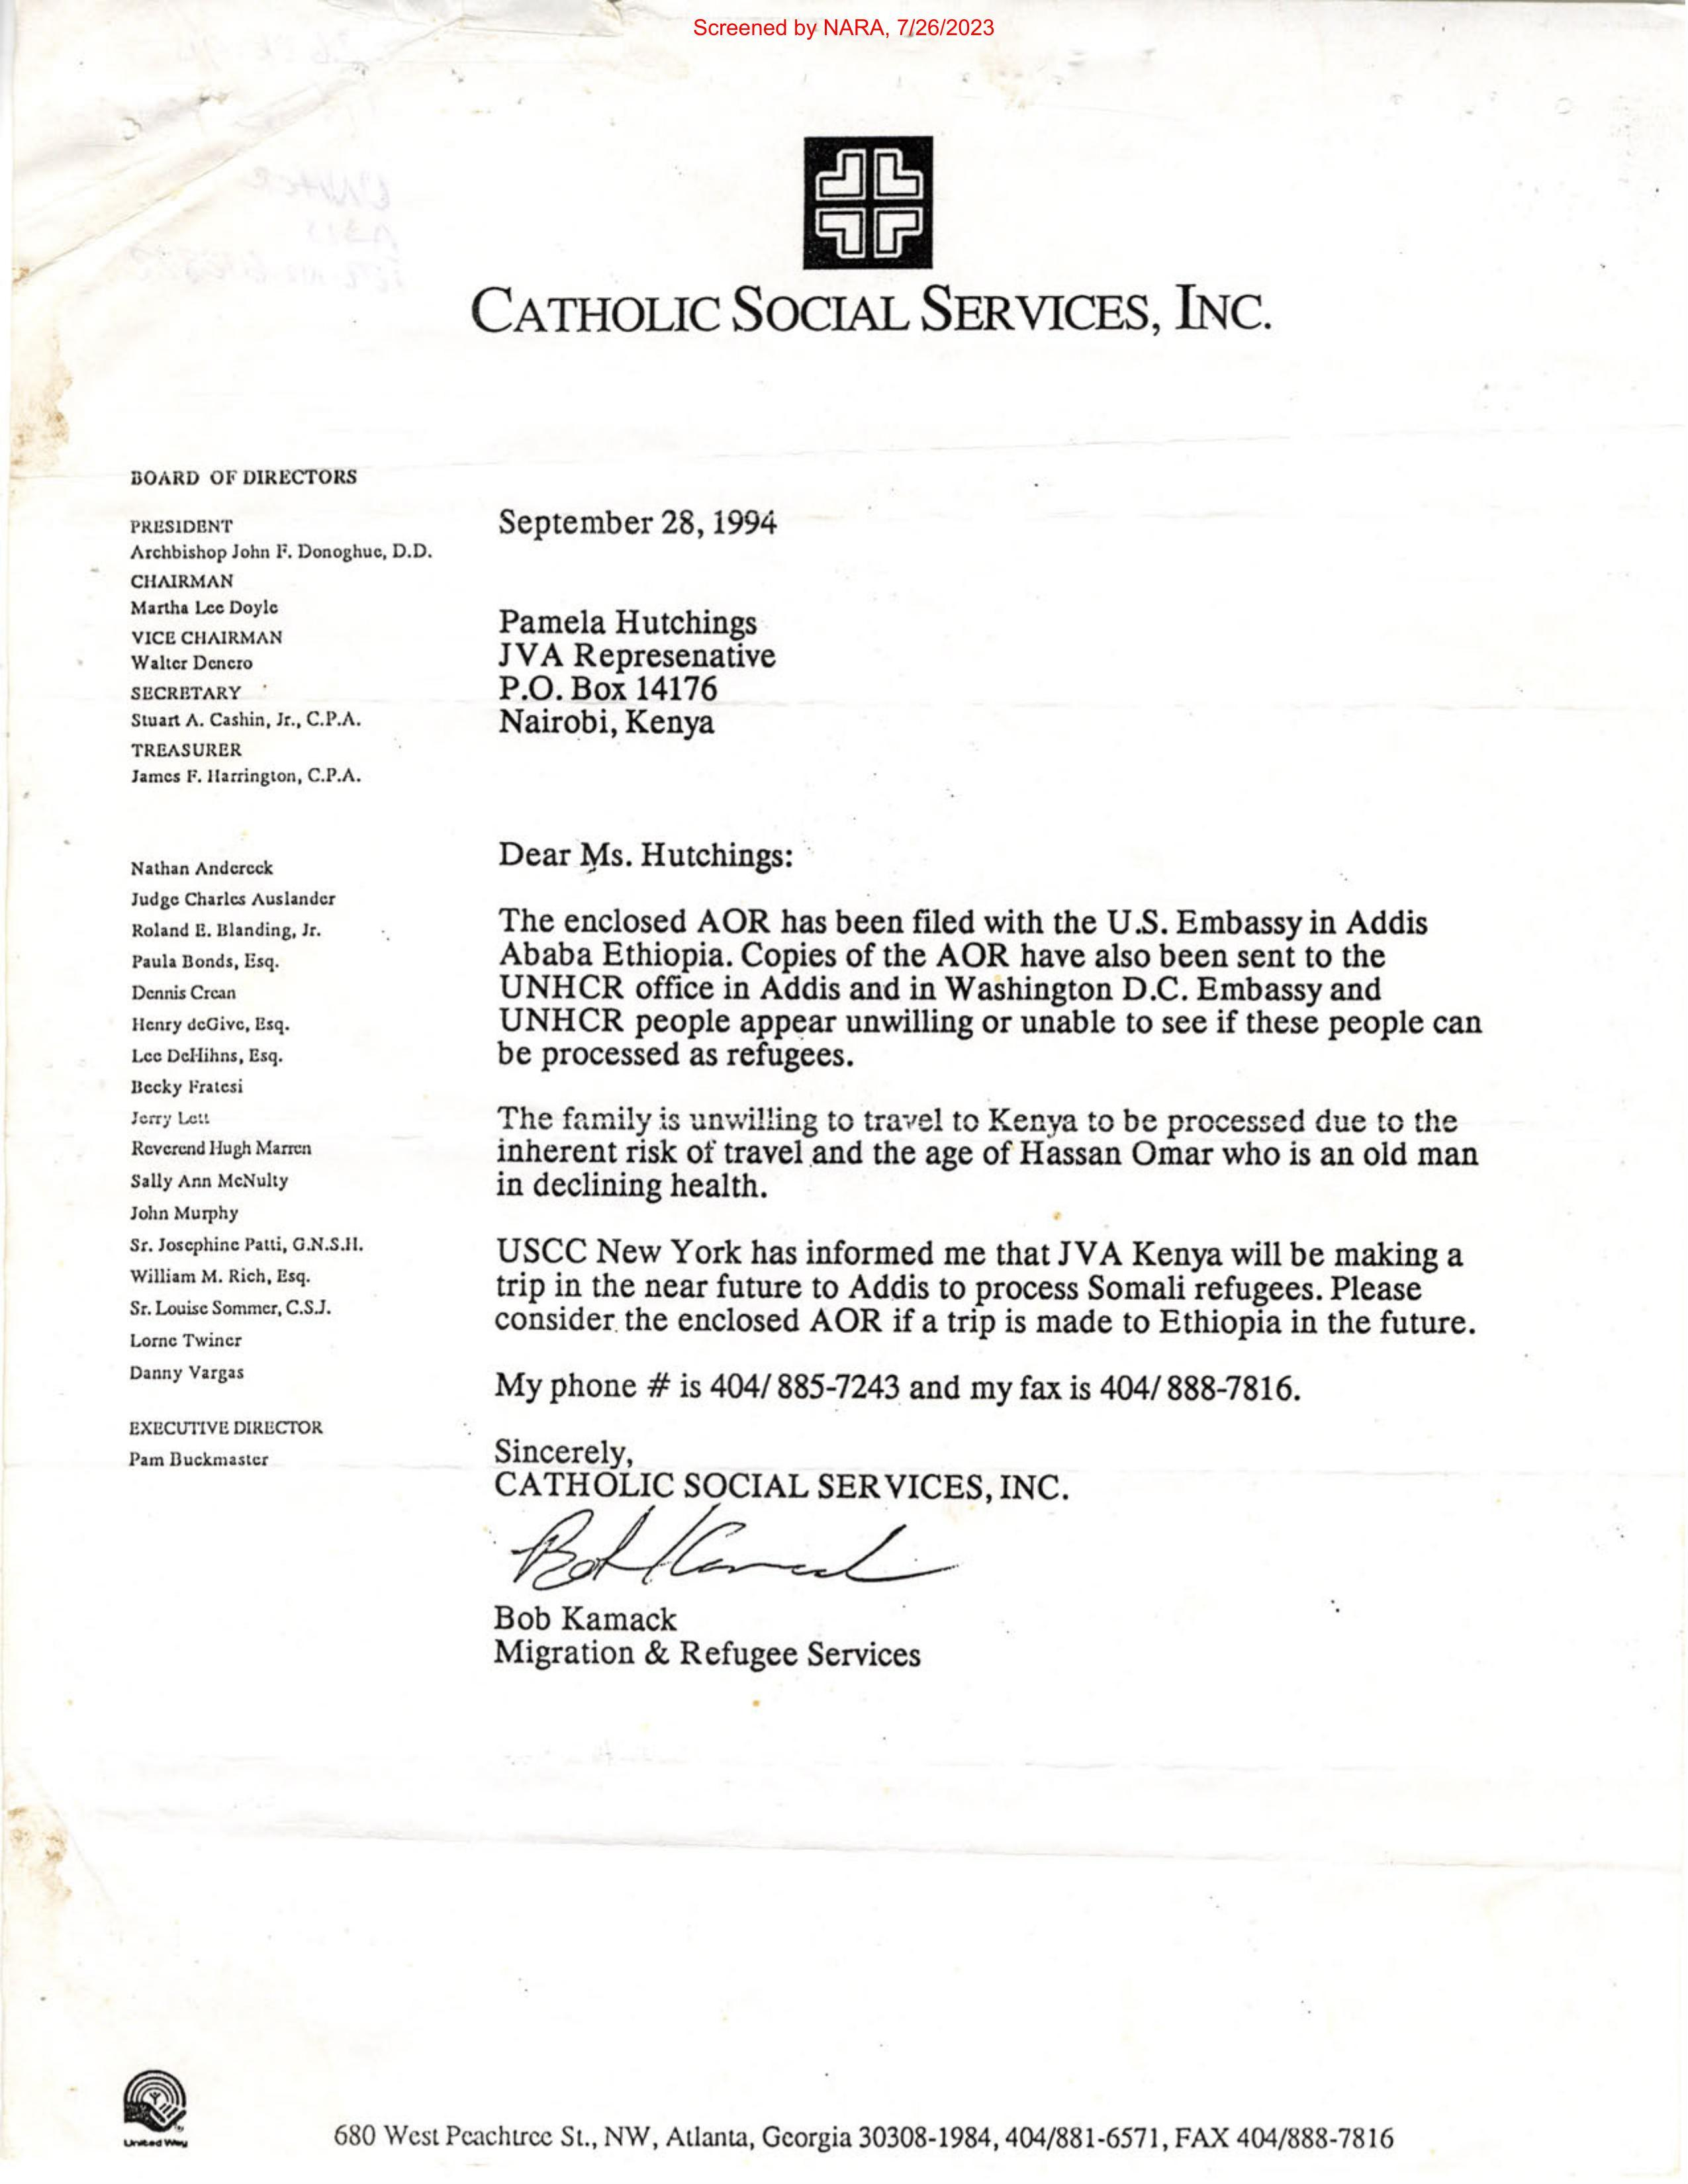 Screened by NARA, 7/26/2023
CATHOLIC SOCIAL SERVICES, INC.
BOARD OF DIRECTORS
PRESIDENT
Archbishop John F. Donoghue, D.D.
CHAIRMAN
Martha Lee Doyle
VICE CHAIRMAN
Walter Denero
SECRETARY
Stuart A. Cashin, Jr., C.P.A.
TREASURER
James F. Harrington, C.P.A.
Nathan Andereck
Judge Charles Auslander
Roland E. Blanding, Jr.
Paula Bonds, Esq.
Dennis Crean
Henry deGive, Esq.
Lee DeHihns, Esq.
Becky Fratesi
Jerry Lett
Reverend Hugh Marren
Sally Ann McNulty
John Murphy
Sr. Josephine Patti, G.N.S.H.
William M. Rich, Esq.
Sr. Louise Sommer, C.S.J.
Lorne Twiner
Danny Vargas
EXECUTIVE DIRECTOR
Pam Buckmaster
September 28, 1994
Pamela Hutchings
JVA Represenative
P.O. Box 14176
Nairobi, Kenya
Dear Ms. Hutchings:
The enclosed AOR has been filed with the U.S. Embassy in Addis
Ababa Ethiopia. Copies of the AOR have also been sent to the
UNHCR office in Addis and in Washington D.C. Embassy and
UNHCR people appear unwilling or unable to see if these people can
be processed as refugees.
The family is unwilling to travel to Kenya to be processed due to the
inherent risk of travel and the age of Hassan Omar who is an old man
in declining health.
USCC New York has informed me that JVA Kenya will be making a
trip in the near future to Addis to process Somali refugees. Please
consider the enclosed AOR if a trip is made to Ethiopia in the future.
My phone # is 404/ 885-7243 and my fax is 404/ 888-7816.
Sincerely,
CATHOLIC SOCIAL SERVICES, INC.
Bob Kamack
Bob Kamack
Migration & Refugee Services
United Way
680 West Peachtree St., NW, Atlanta, Georgia 30308-1984, 404/881-6571, FAX 404/888-7816